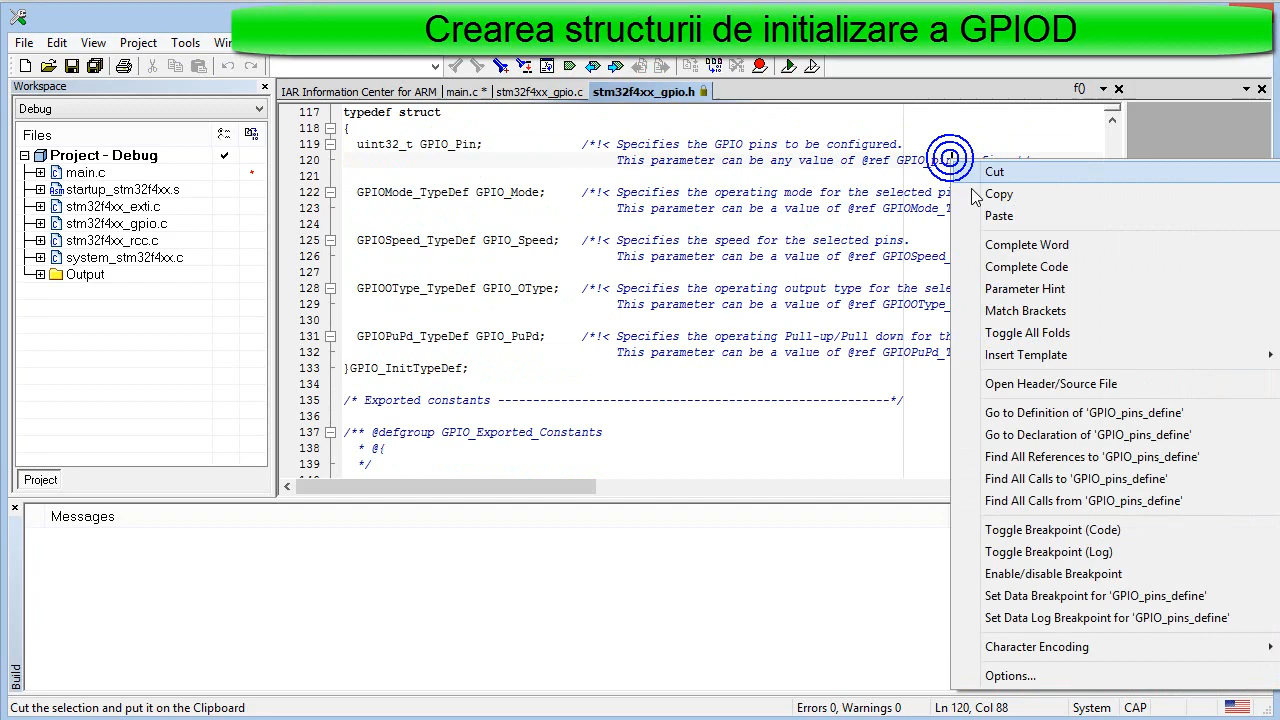 Crearea structurii de initializare a GPIOD
File Edit View Project Tools
Workspace
Debug
Files
Project - Debug
main.c
startup_stm32f4xx.s
stm32f4xx_exti.c
stm32f4xx_gpio.c
stm32f4xx_rcc.c
system_stm32f4xx.c
Output
Project
IAR Information Center for ARM main.c * stm32f4xx_gpio.c stm32f4xx_gpio.h f()
117 typedef struct
118 {
119 uint32_t GPIO_Pin; /*!< Specifies the GPIO pins to be configured.
120 This parameter can be any value of @ref
121
122 GPIOMode_TypeDef GPIO_Mode; /*!< Specifies the operating mode for the selected
123 This parameter can be a value of @ref
124
125 GPIOSpeed_TypeDef GPIO_Speed; /*!< Specifies the speed for the selected pins.
126 This parameter can be a value of @ref
127
128 GPIOOType_TypeDef GPIO_OType; /*!< Specifies the operating output type for the
129 This parameter can be a value of @ref
130
131 GPIOPuPd_TypeDef GPIO_PuPd; /*!< Specifies the operating Pull-up/Pull down for
132 This parameter can be a value of @ref
133 }GPIO_InitTypeDef;
134
135 /* Exported constants --------------------------------------------------------*/
136
137 /** @defgroup GPIO_Exported_Constants
138 * @{
139 */
Cut
Copy
Paste
Complete Word
Complete Code
Parameter Hint
Match Brackets
Toggle All Folds
Insert Template
Open Header/Source File
Go to Definition of 'GPIO_pins_define'
Go to Declaration of 'GPIO_pins_define'
Find All References to 'GPIO_pins_define'
Find All Calls to 'GPIO_pins_define'
Find All Calls from 'GPIO_pins_define'
Toggle Breakpoint (Code)
Toggle Breakpoint (Log)
Enable/disable Breakpoint
Set Data Breakpoint for 'GPIO_pins_define'
Set Data Log Breakpoint for 'GPIO_pins_define'
Character Encoding
Options...
Messages
Build
Cut the selection and put it on the Clipboard Errors 0, Warnings 0 Ln 120, Col 88 System CAP